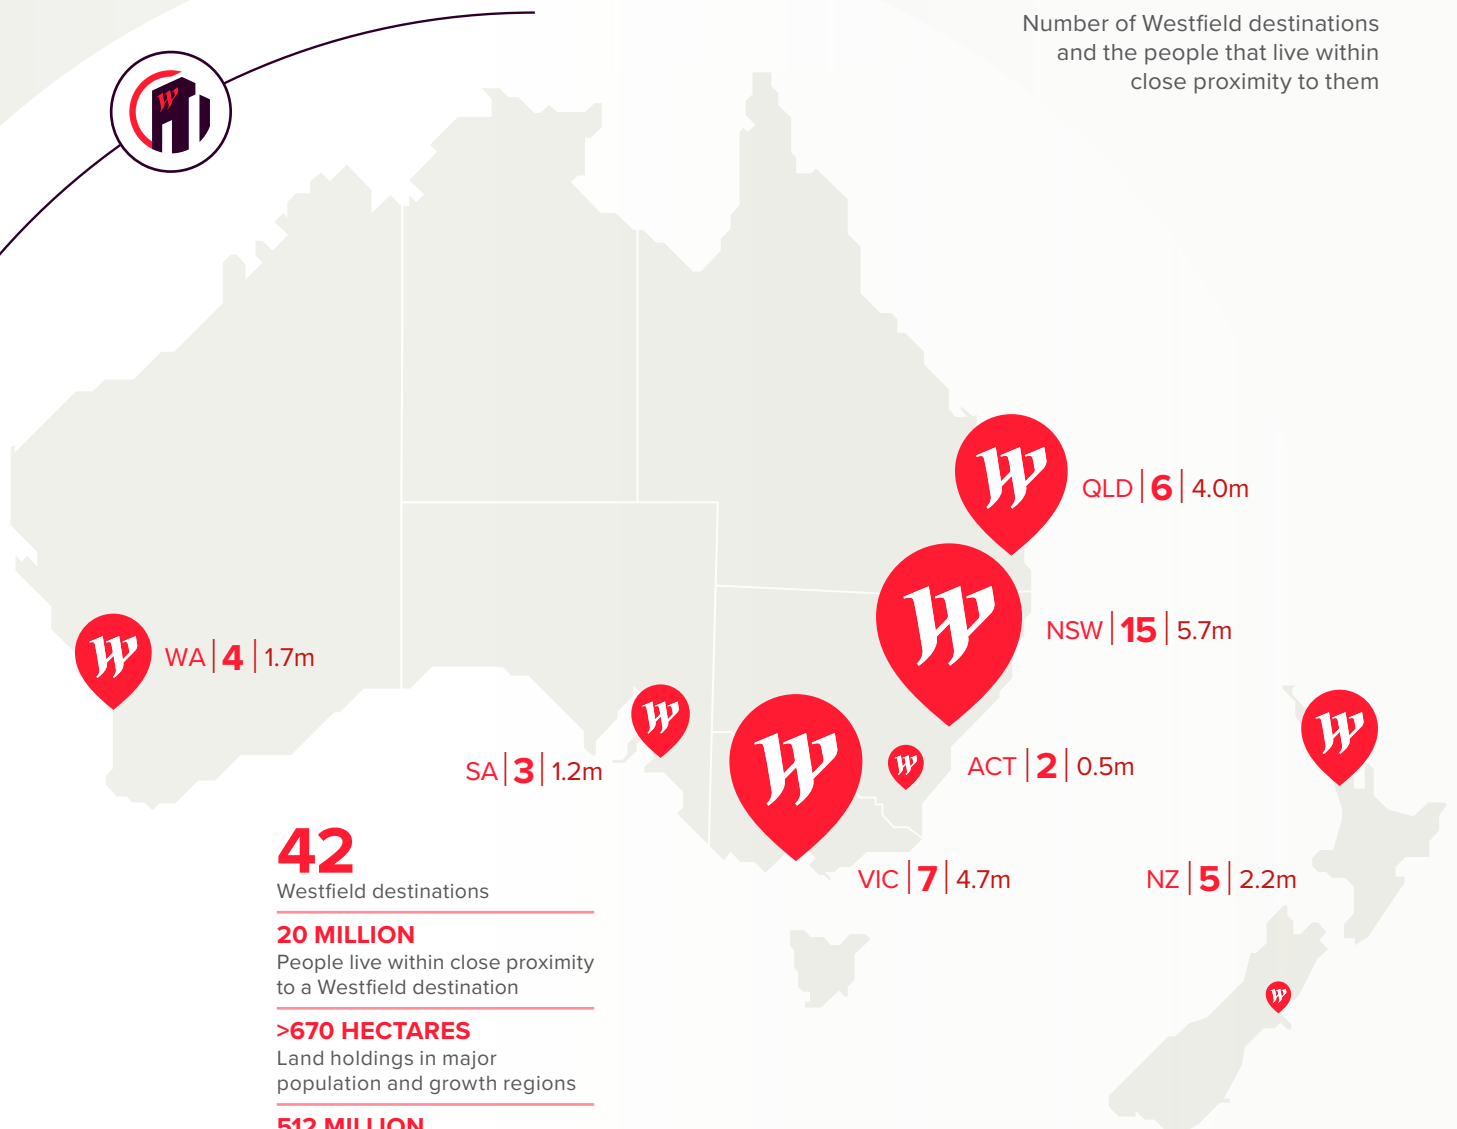 Number of Westfield destinations
and the people that live within
close proximity to them
QLD | 6 | 4.0m
NSW | 15 | 5.7m
WA | 4 | 1.7m
SA | 3 | 1.2m
ACT | 2 | 0.5m
VIC | 7 | 4.7m
NZ | 5 | 2.2m
42
Westfield destinations
20 MILLION
People live within close proximity
to a Westfield destination
>670 HECTARES
Land holdings in major
population and growth regions
512 MILLION